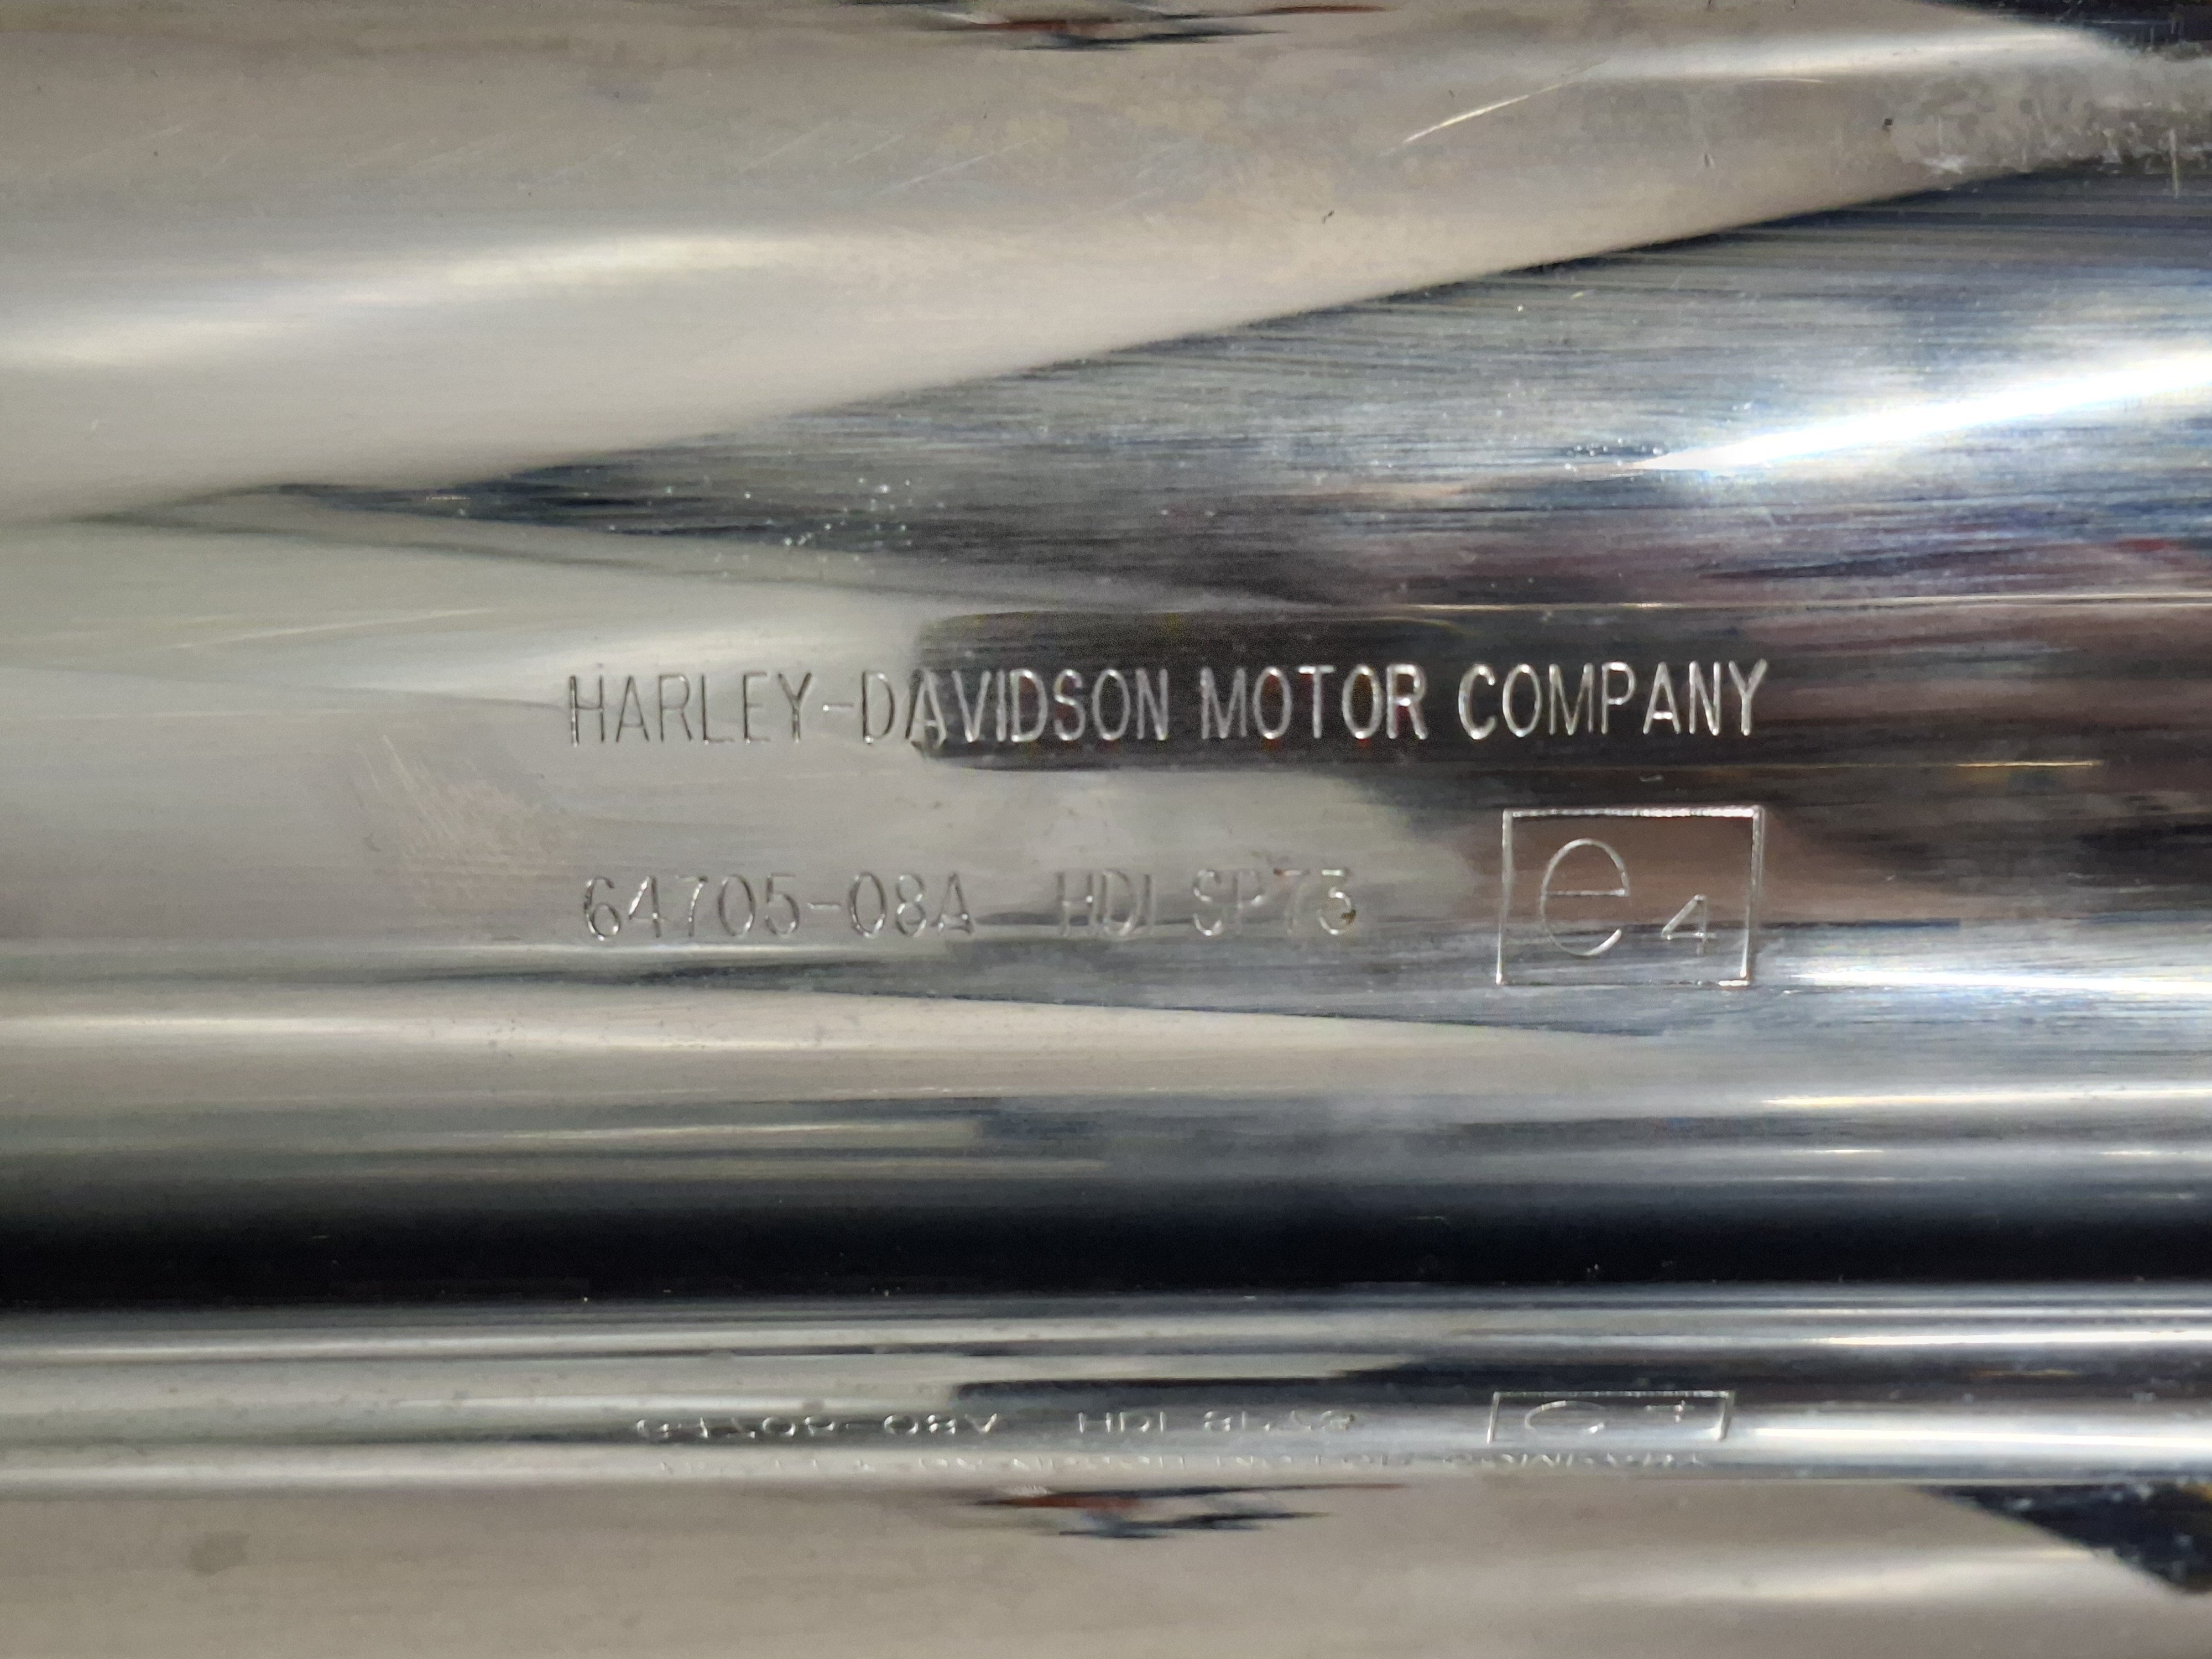 HARLEY-DAVIDSON MOTOR COMPANY
64705-08A HDI SP73 e4